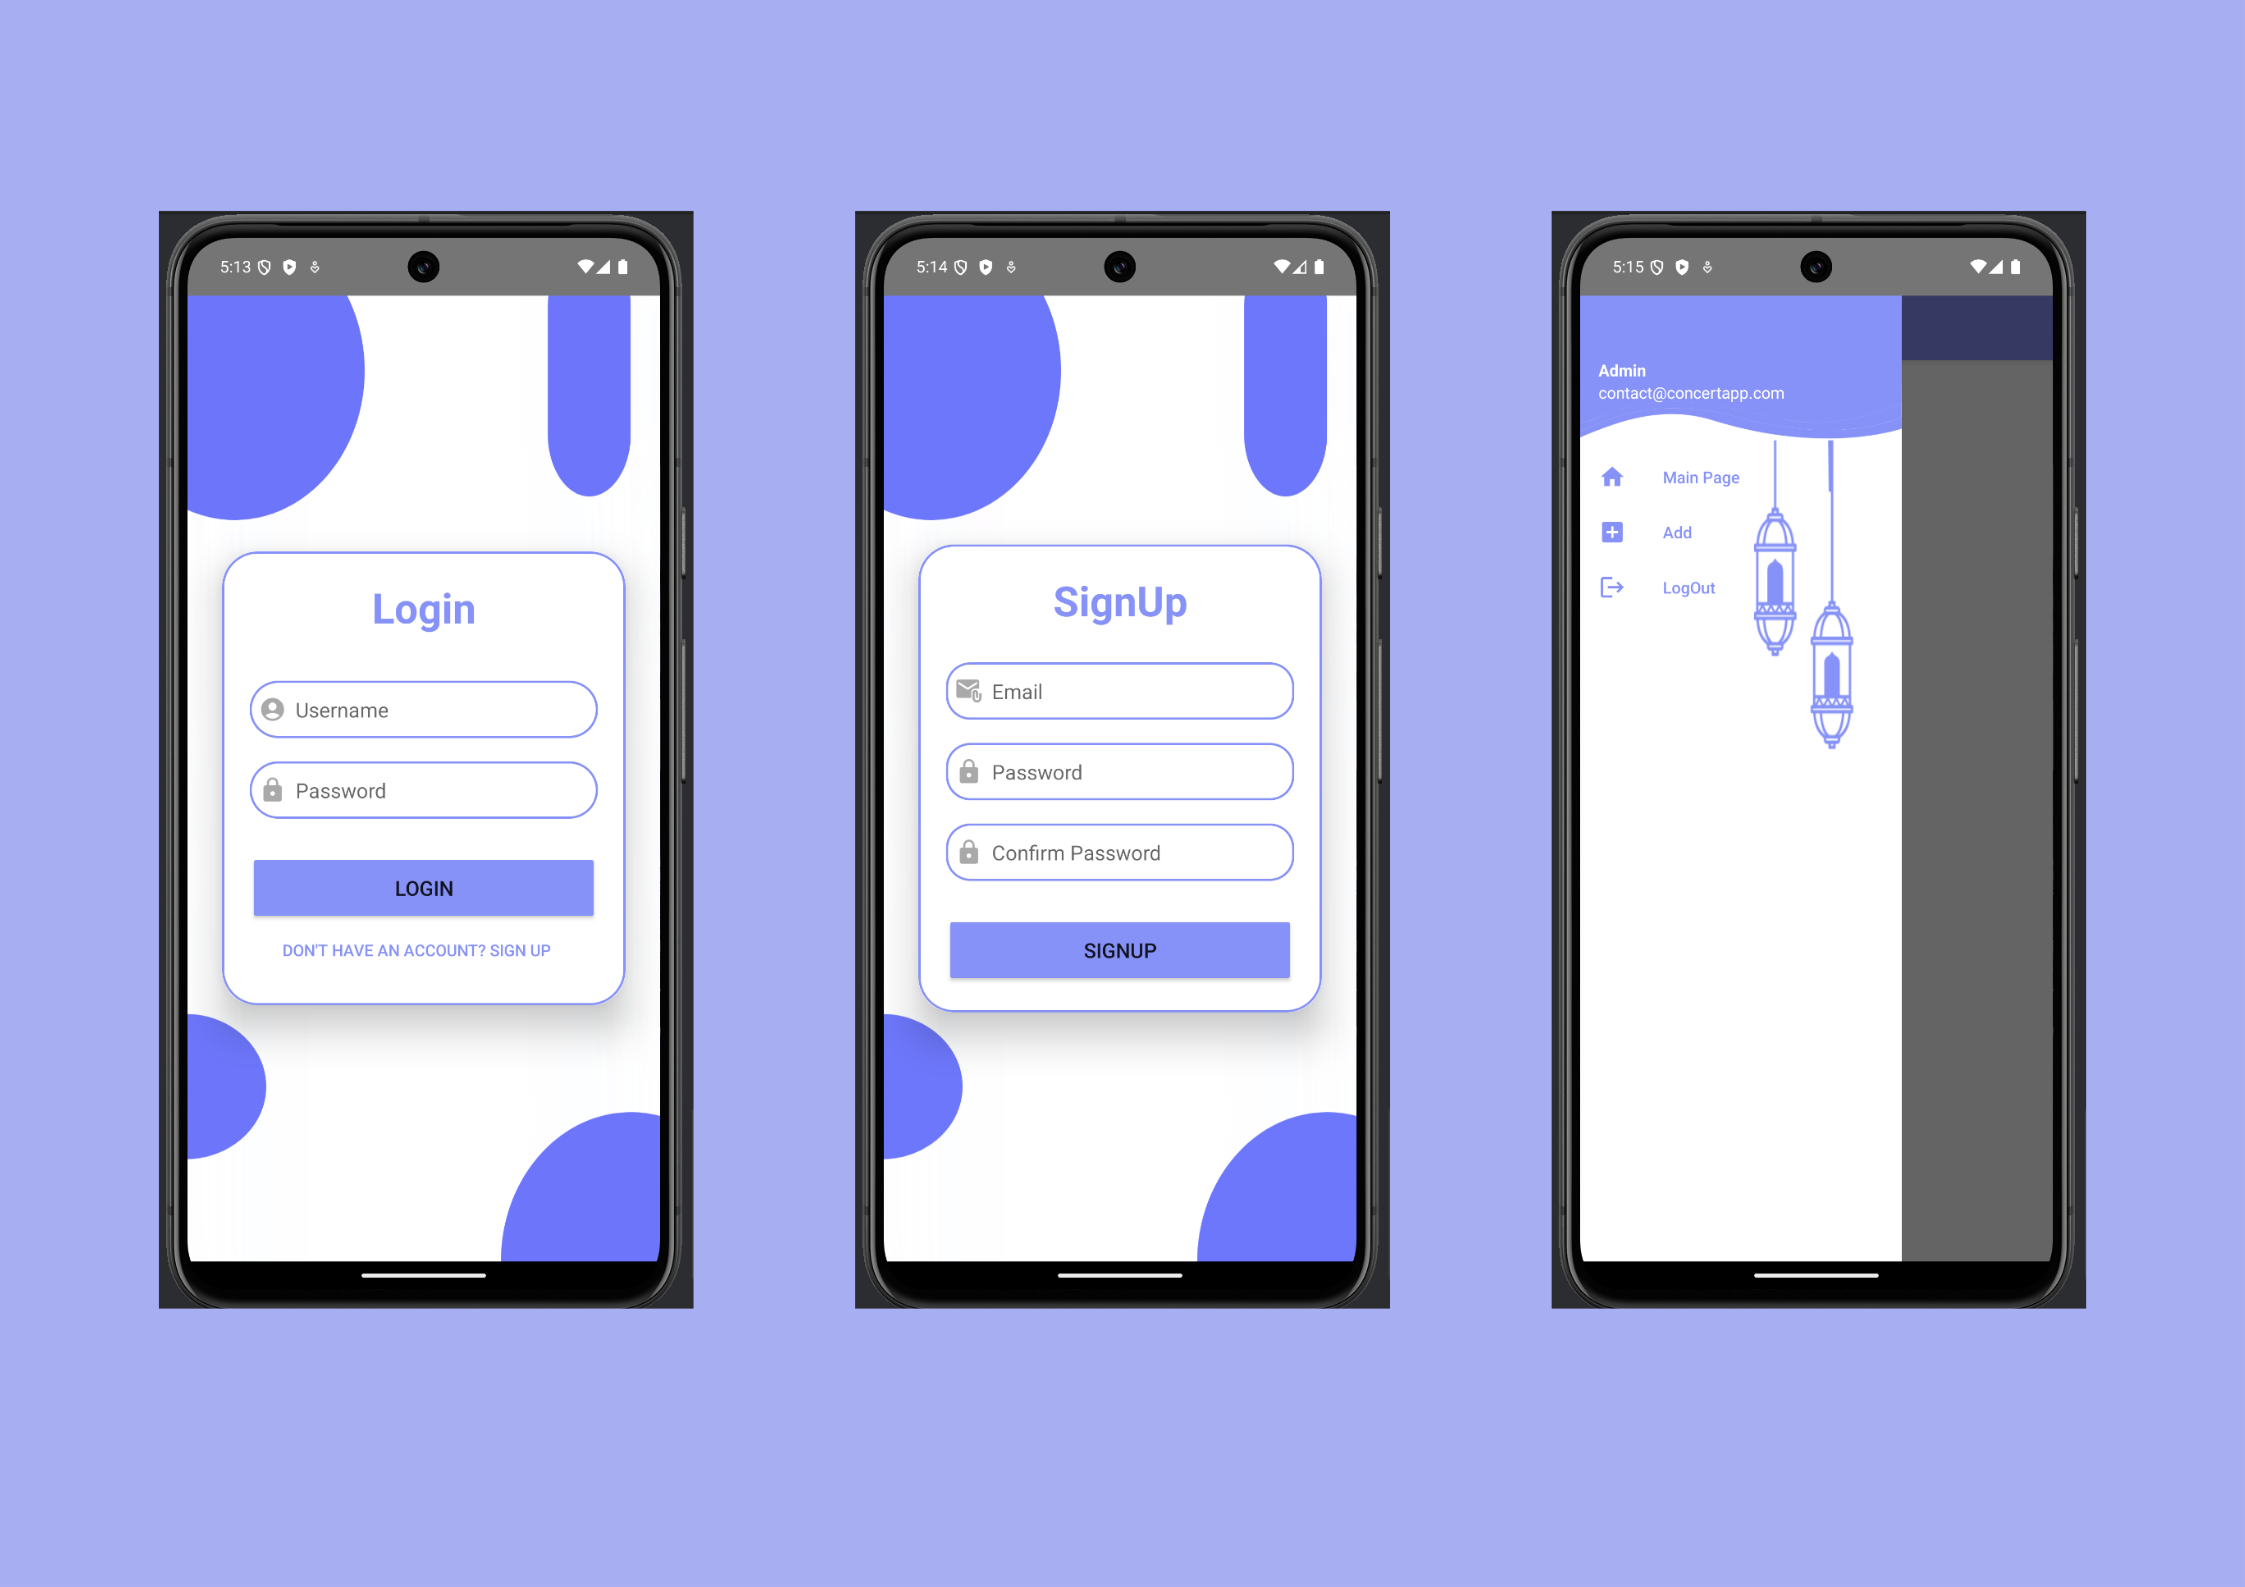 5:13
Login
Username
Password
LOGIN
DON'T HAVE AN ACCOUNT? SIGN UP
5:14
SignUp
Email
Password
Confirm Password
SIGNUP
5:15
Admin
contact@concertapp.com
Main Page
Add
LogOut